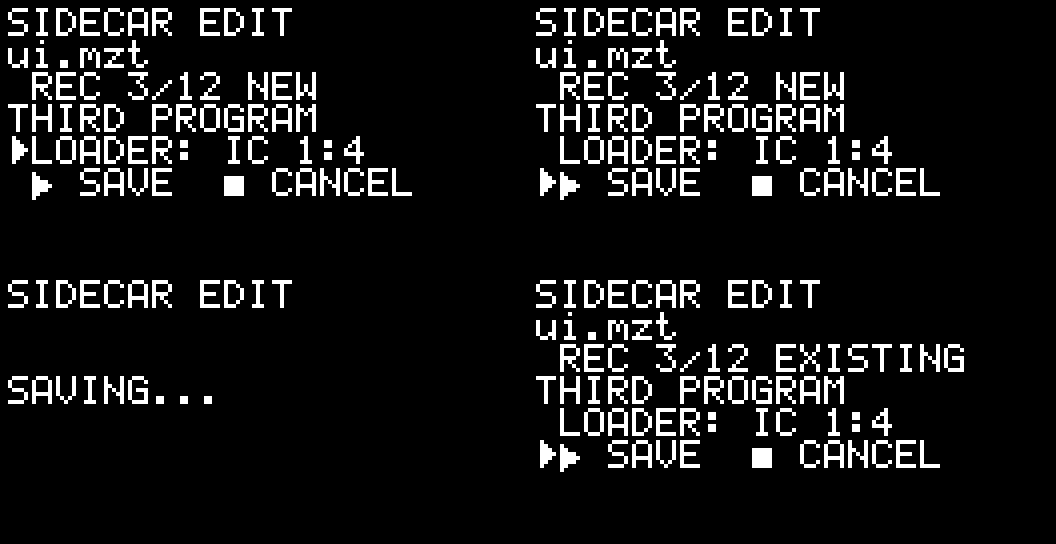 SIDECAR EDIT
ui.mzt
REC 3/12 NEW
THIRD PROGRAM
▶LOADER: IC 1:4
▶ SAVE ■ CANCEL
SIDECAR EDIT
ui.mzt
REC 3/12 NEW
THIRD PROGRAM
LOADER: IC 1:4
▶▶ SAVE ■ CANCEL
SIDECAR EDIT
SAVING...
SIDECAR EDIT
ui.mzt
REC 3/12 EXISTING
THIRD PROGRAM
LOADER: IC 1:4
▶▶ SAVE ■ CANCEL